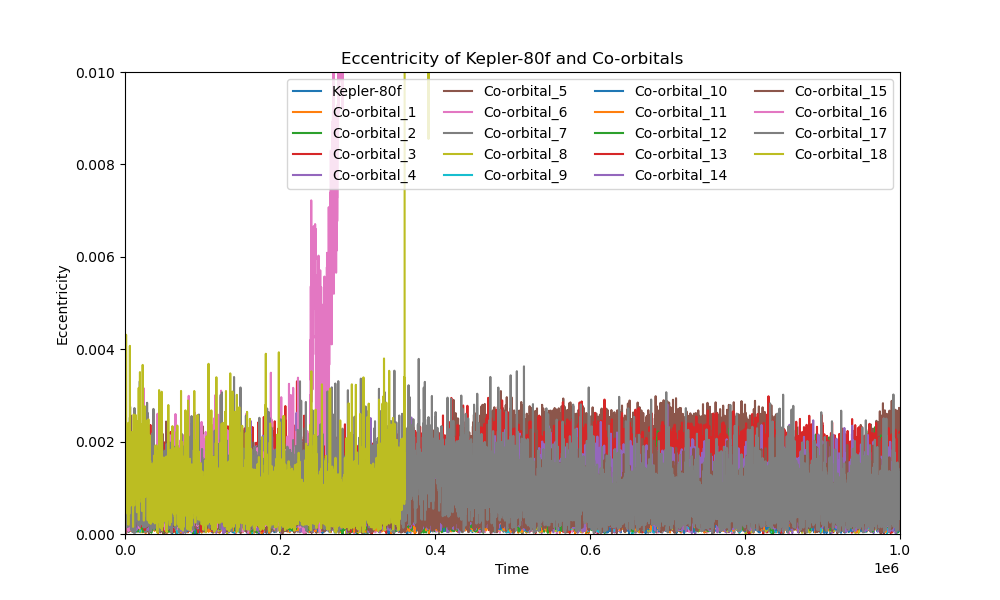 Eccentricity of Kepler-80f and Co-orbitals
0.010
0.008
0.006
0.004
0.002
0.000
Eccentricity
Kepler-80f
Co-orbital_1
Co-orbital_2
Co-orbital_3
Co-orbital_4
Co-orbital_5
Co-orbital_6
Co-orbital_7
Co-orbital_8
Co-orbital_9
Co-orbital_10
Co-orbital_11
Co-orbital_12
Co-orbital_13
Co-orbital_14
Co-orbital_15
Co-orbital_16
Co-orbital_17
Co-orbital_18
0.0 0.2 0.4 0.6 0.8 1.0
1e6
Time